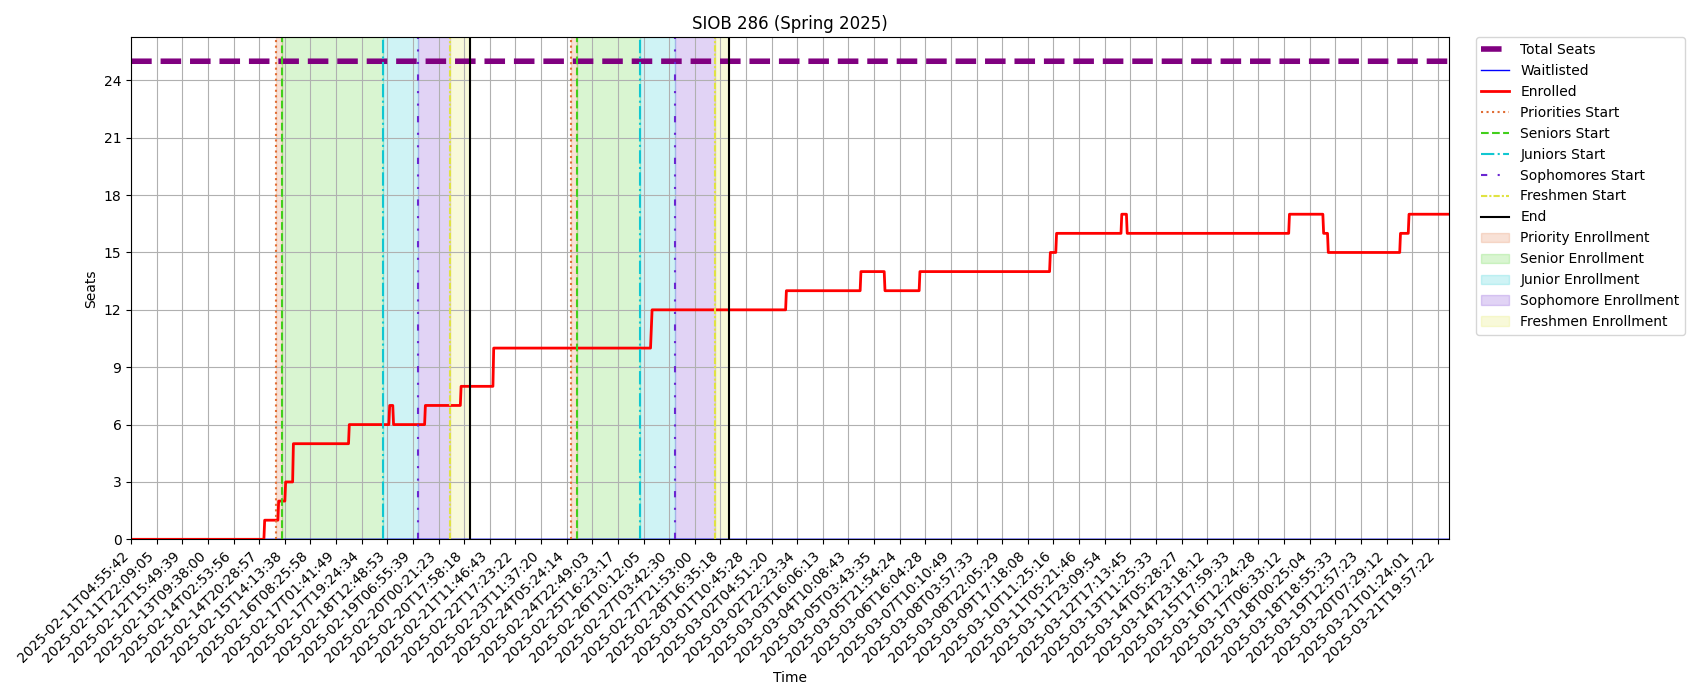 SIOB 286 (Spring 2025)
Seats
24
21
18
15
12
9
6
3
0
2025-02-11T04:55:42
2025-02-11T22:09:05
2025-02-12T15:49:39
2025-02-13T09:38:00
2025-02-14T02:53:56
2025-02-14T20:28:57
2025-02-15T14:13:38
2025-02-16T08:25:58
2025-02-17T01:41:49
2025-02-17T19:24:34
2025-02-18T12:48:53
2025-02-19T06:55:39
2025-02-20T00:21:23
2025-02-20T17:58:18
2025-02-21T11:46:43
2025-02-22T17:23:22
2025-02-23T11:37:20
2025-02-24T05:24:14
2025-02-24T22:49:03
2025-02-25T16:23:17
2025-02-26T10:12:05
2025-02-27T03:42:30
2025-02-27T21:53:00
2025-02-28T16:35:18
2025-03-01T10:45:28
2025-03-02T04:51:20
2025-03-02T22:23:34
2025-03-03T16:06:13
2025-03-04T10:08:43
2025-03-05T03:43:35
2025-03-05T21:54:24
2025-03-06T16:04:28
2025-03-07T10:10:49
2025-03-08T03:57:33
2025-03-08T22:05:29
2025-03-09T17:18:08
2025-03-10T11:25:16
2025-03-11T05:21:46
2025-03-11T23:09:54
2025-03-12T17:13:45
2025-03-13T11:25:33
2025-03-14T05:28:27
2025-03-14T23:18:12
2025-03-15T17:59:33
2025-03-16T12:24:28
2025-03-17T06:33:12
2025-03-18T00:25:04
2025-03-18T18:55:33
2025-03-19T12:57:23
2025-03-20T07:29:12
2025-03-21T01:24:01
2025-03-21T19:57:22
Time
Total Seats
Waitlisted
Enrolled
Priorities Start
Seniors Start
Juniors Start
Sophomores Start
Freshmen Start
End
Priority Enrollment
Senior Enrollment
Junior Enrollment
Sophomore Enrollment
Freshmen Enrollment